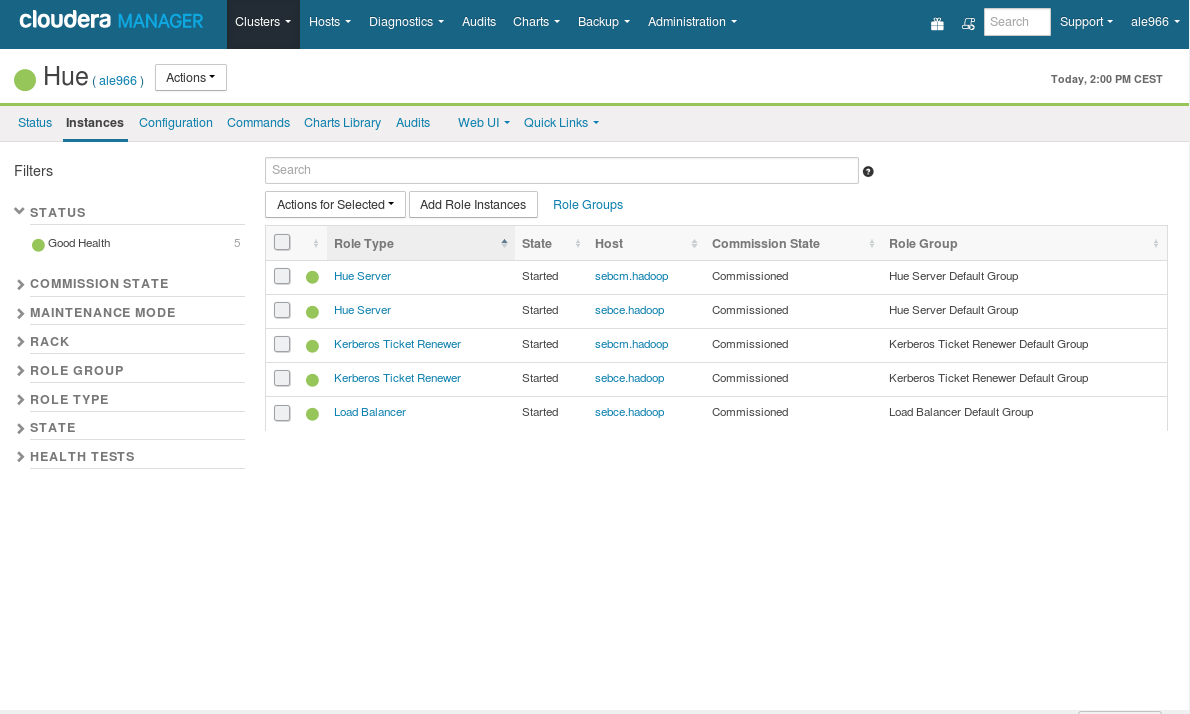 cloudera MANAGER Clusters Hosts Diagnostics Audits Charts Backup Administration Search Support ale966
Hue ( ale966 ) Actions Today, 2:00 PM CEST
Status Instances Configuration Commands Charts Library Audits Web UI Quick Links
Filters
Search
?
Actions for Selected Add Role Instances Role Groups
STATUS
Good Health 5
COMMISSION STATE
MAINTENANCE MODE
RACK
ROLE GROUP
ROLE TYPE
STATE
HEALTH TESTS
Role Type State Host Commission State Role Group
Hue Server Started sebcm.hadoop Commissioned Hue Server Default Group
Hue Server Started sebce.hadoop Commissioned Hue Server Default Group
Kerberos Ticket Renewer Started sebcm.hadoop Commissioned Kerberos Ticket Renewer Default Group
Kerberos Ticket Renewer Started sebce.hadoop Commissioned Kerberos Ticket Renewer Default Group
Load Balancer Started sebce.hadoop Commissioned Load Balancer Default Group